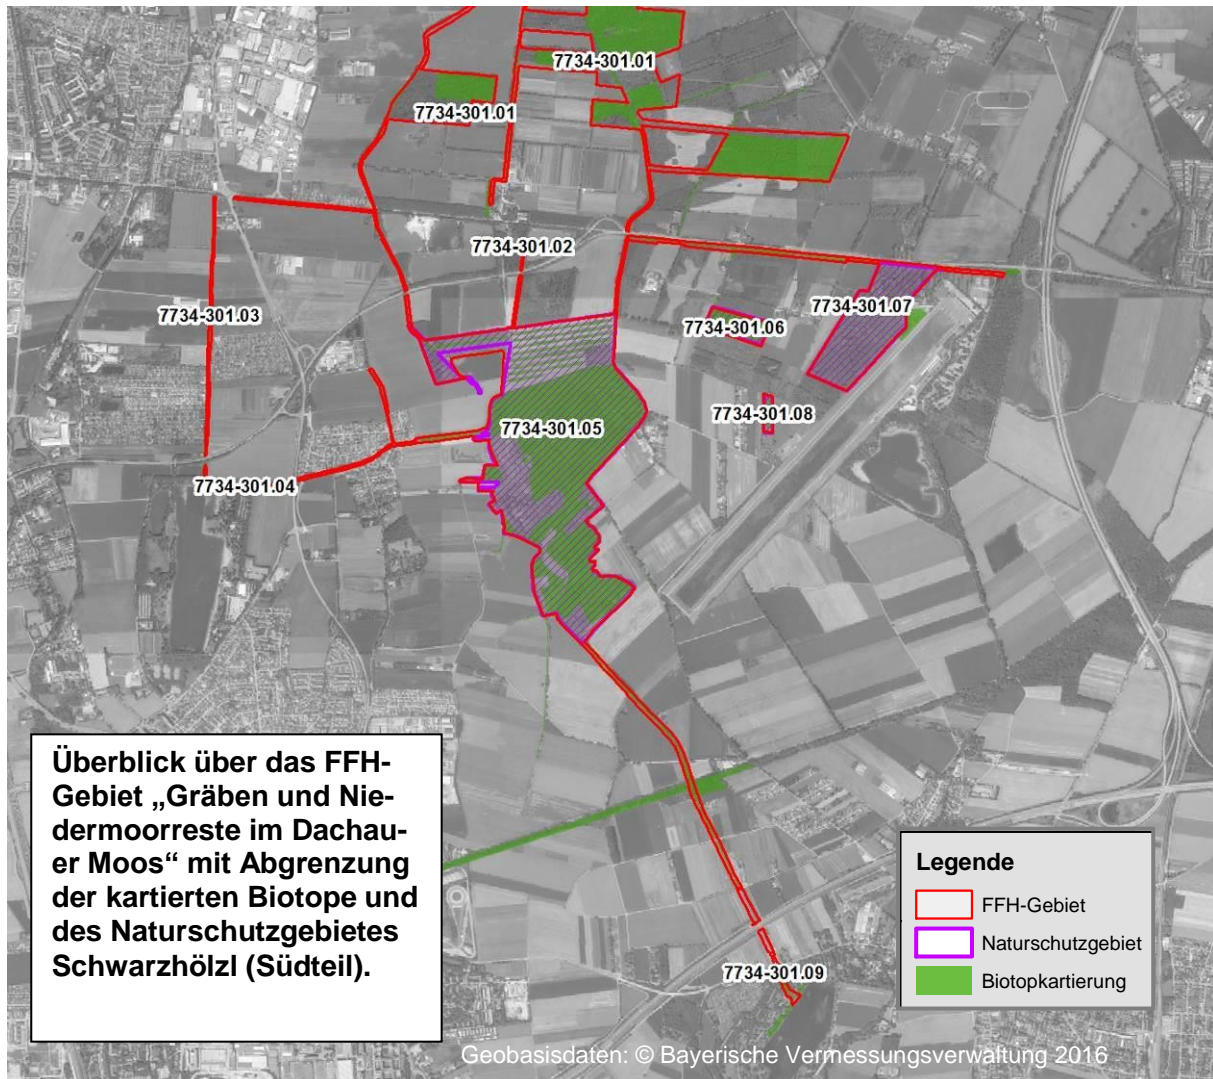 7734-301.01
7734-301.01
7734-301.02
7734-301.03
7734-301.07
7734-301.06
7734-301.08
7734-301.05
7734-301.04
Überblick über das FFH-
Gebiet „Gräben und Nie-
dermoorreste im Dachau-
er Moos“ mit Abgrenzung
der kartierten Biotope und
des Naturschutzgebietes
Schwarzhölzl (Südteil).
Legende
FFH-Gebiet
Naturschutzgebiet
Biotopkartierung
7734-301.09
Geobasisdaten: © Bayerische Vermessungsverwaltung 2016